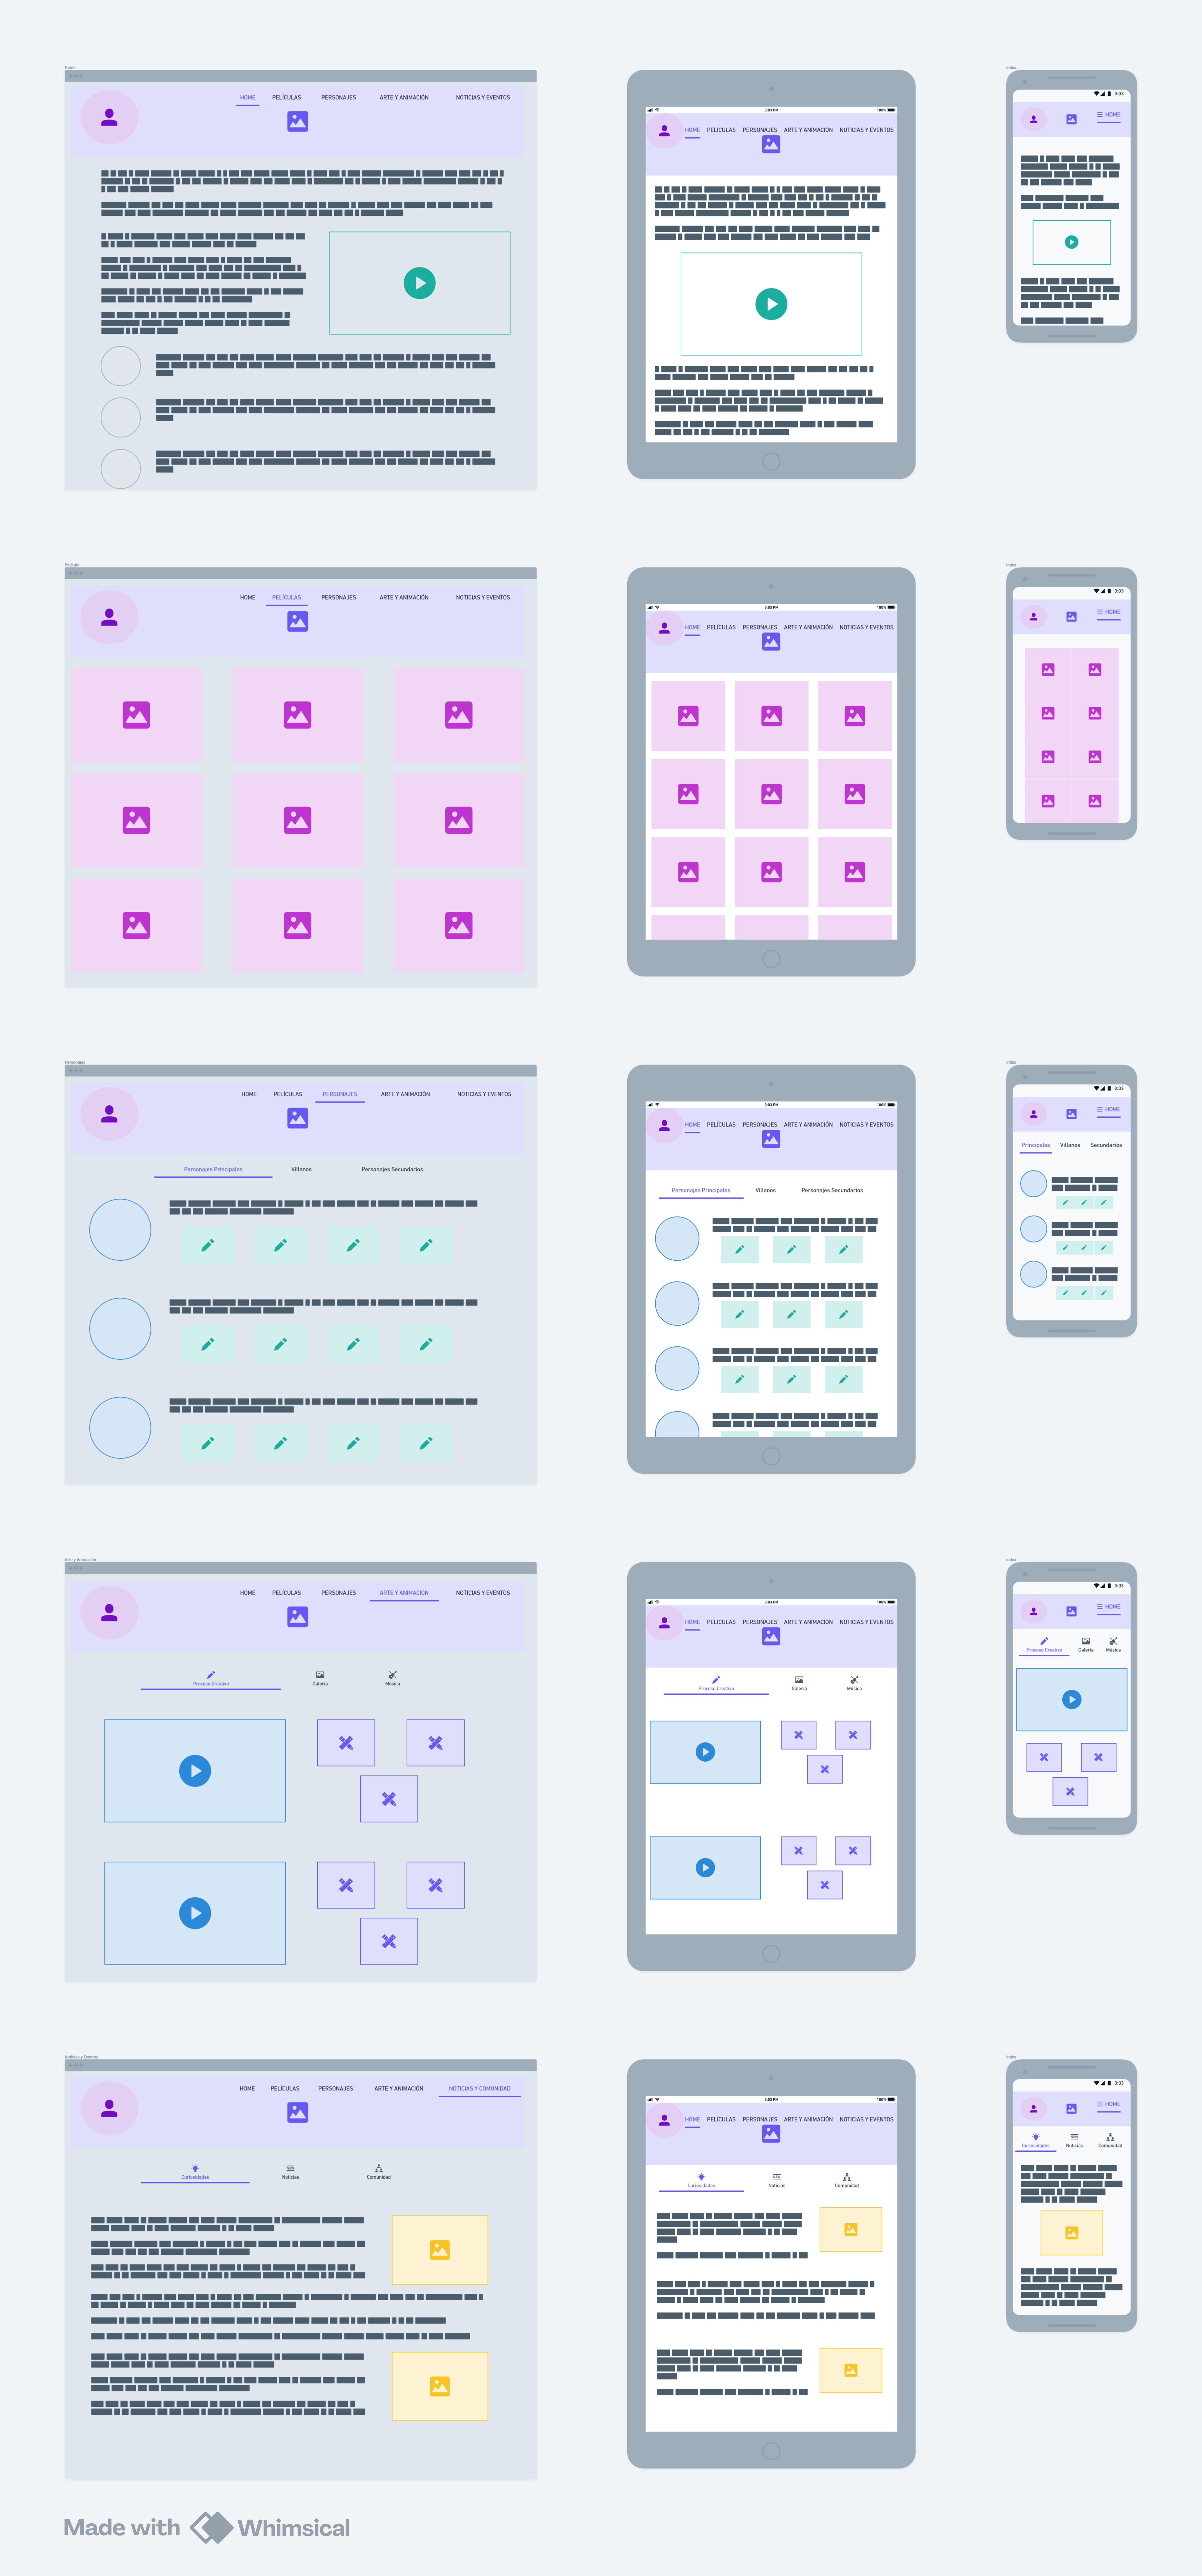 Home
HOME PELÍCULAS PERSONAJES ARTE Y ANIMACIÓN NOTICIAS Y EVENTOS
3:03 PM 100%
HOME PELÍCULAS PERSONAJES ARTE Y ANIMACIÓN NOTICIAS Y EVENTOS
index
3:03
HOME
Película
HOME PELÍCULAS PERSONAJES ARTE Y ANIMACIÓN NOTICIAS Y EVENTOS
3:03 PM 100%
HOME PELÍCULAS PERSONAJES ARTE Y ANIMACIÓN NOTICIAS Y EVENTOS
index
3:03
HOME
Personajes
HOME PELÍCULAS PERSONAJES ARTE Y ANIMACIÓN NOTICIAS Y EVENTOS
Personajes Principales Villanos Personajes Secundarios
3:03 PM 100%
HOME PELÍCULAS PERSONAJES ARTE Y ANIMACIÓN NOTICIAS Y EVENTOS
Personajes Principales Villanos Personajes Secundarios
index
3:03
HOME
Principales Villanos Secundarios
Arte y Animación
HOME PELÍCULAS PERSONAJES ARTE Y ANIMACIÓN NOTICIAS Y EVENTOS
Proceso Creativo Galería Música
3:03 PM 100%
HOME PELÍCULAS PERSONAJES ARTE Y ANIMACIÓN NOTICIAS Y EVENTOS
Proceso Creativo Galería Música
index
3:03
HOME
Proceso Creativo Galería Música
Noticias y Eventos
HOME PELÍCULAS PERSONAJES ARTE Y ANIMACIÓN NOTICIAS Y COMUNIDAD
Curiosidades Noticias Comunidad
3:03 PM 100%
HOME PELÍCULAS PERSONAJES ARTE Y ANIMACIÓN NOTICIAS Y EVENTOS
Curiosidades Noticias Comunidad
index
3:03
HOME
Curiosidades Noticias Comunidad
Made with Whimsical